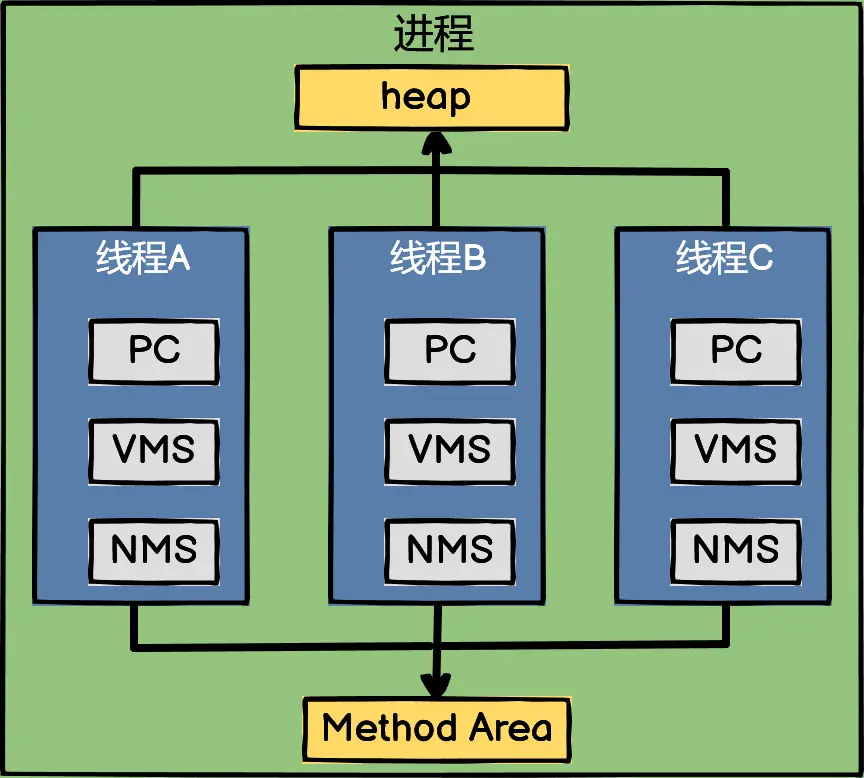 进程
heap
线程A
PC
VMS
NMS
线程B
PC
VMS
NMS
线程C
PC
VMS
NMS
Method Area